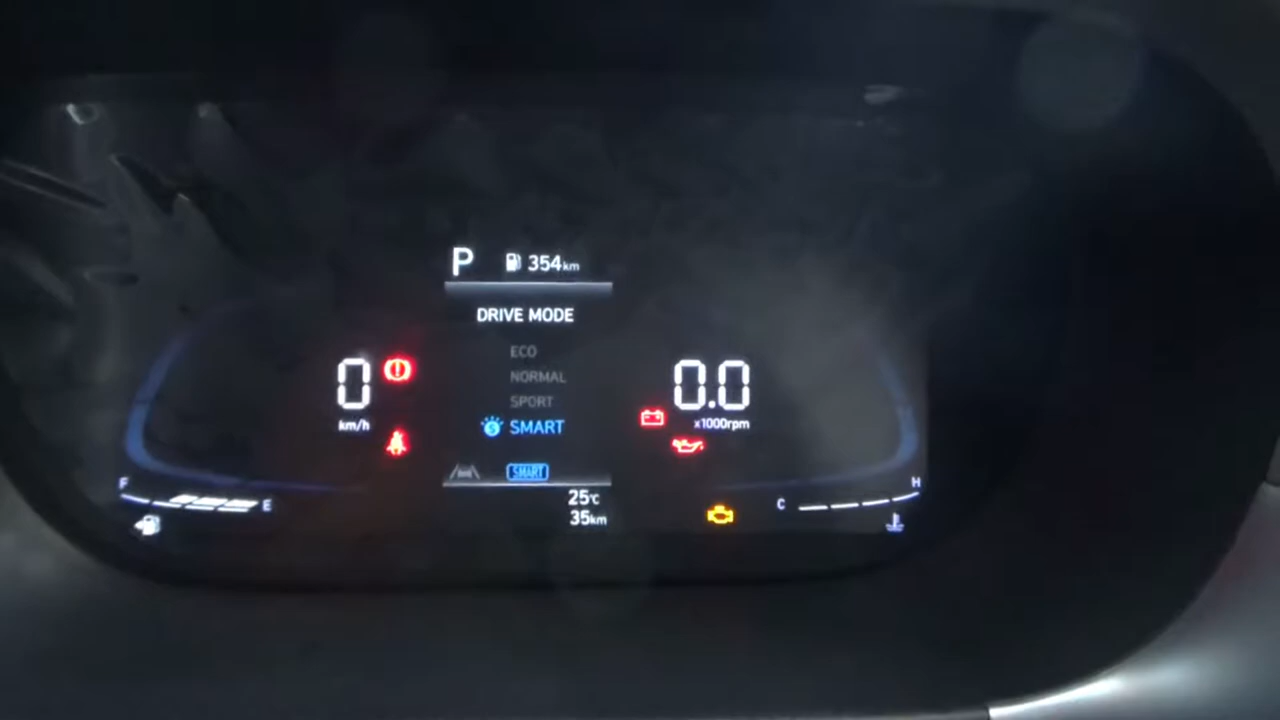 P 354km
DRIVE MODE
ECO
NORMAL
SPORT
SMART
0
km/h
0.0
x1000rpm
SMART
F E
25°C
35km
C H